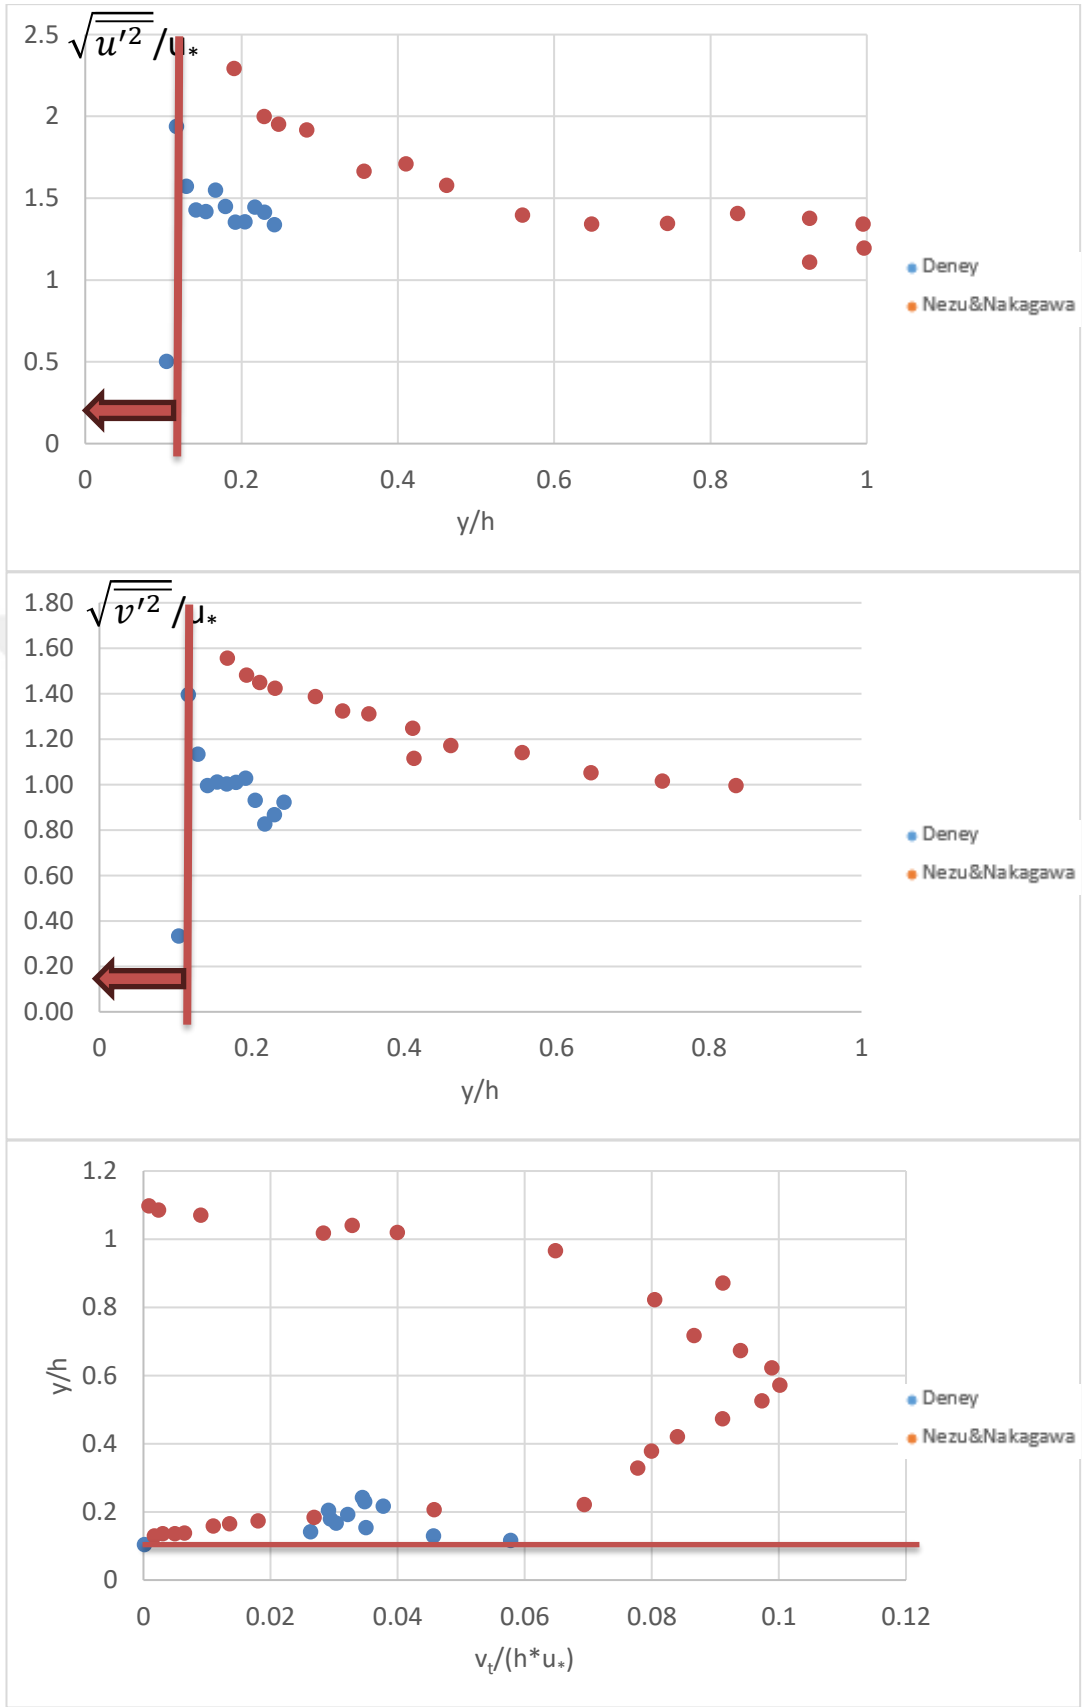 √u′² /u*
2.5
2
1.5
1
0.5
0
0 0.2 0.4 0.6 0.8 1
y/h
Deney
Nezu&Nakagawa
√v′² /u*
1.80
1.60
1.40
1.20
1.00
0.80
0.60
0.40
0.20
0.00
0 0.2 0.4 0.6 0.8 1
y/h
Deney
Nezu&Nakagawa
1.2
1
0.8
0.6
0.4
0.2
0
y/h
0 0.02 0.04 0.06 0.08 0.1 0.12
vₜ/(h*u*)
Deney
Nezu&Nakagawa